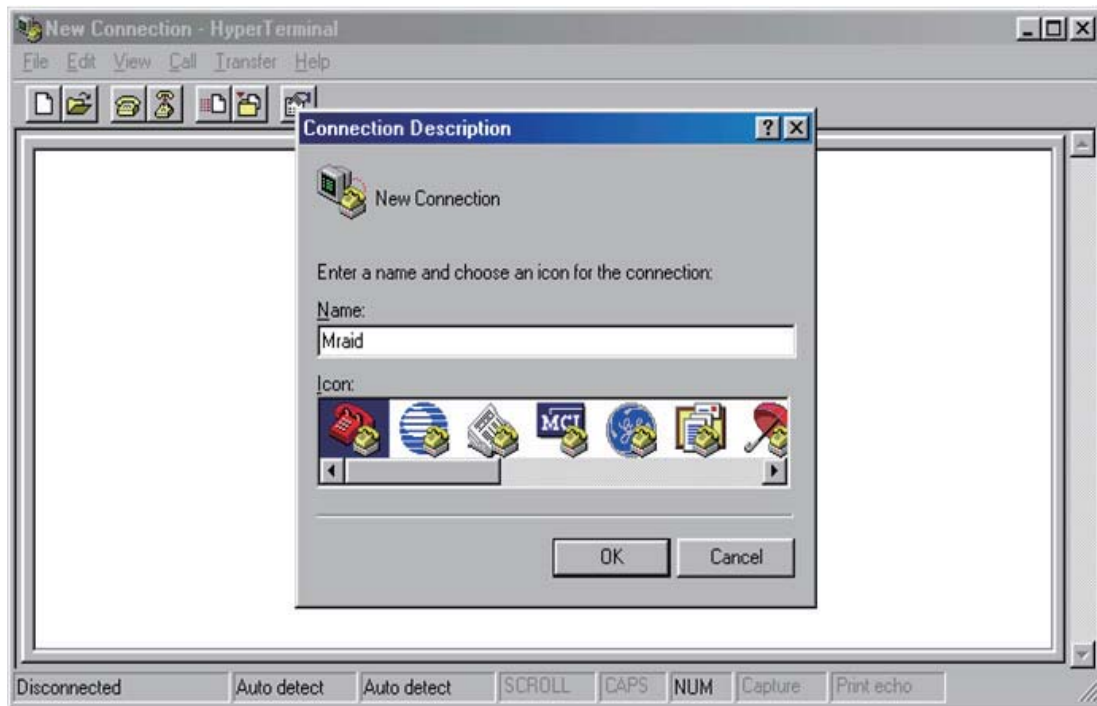 New Connection - HyperTerminal
File Edit View Call Transfer Help
Connection Description
New Connection
Enter a name and choose an icon for the connection:
Name:
Mraid
Icon:
MCI
OK Cancel
Disconnected Auto detect Auto detect SCROLL CAPS NUM Capture Print echo